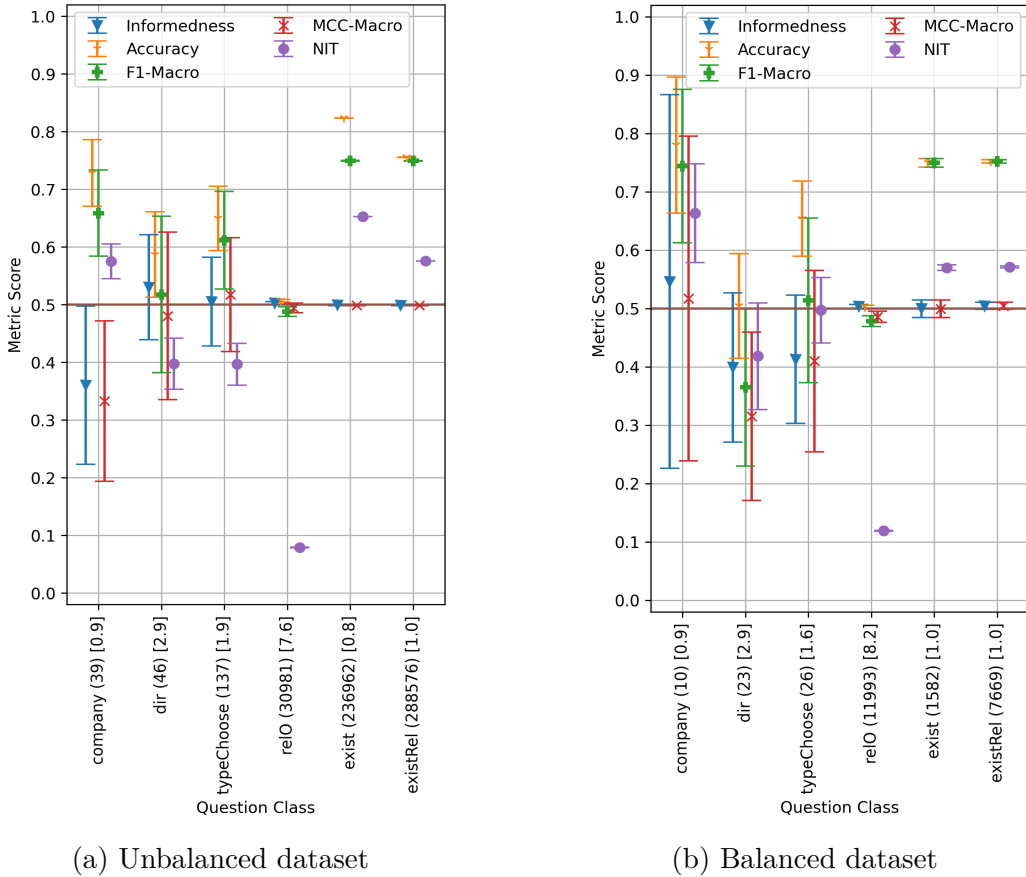 1.0
0.9
0.8
0.7
0.6
0.5
0.4
0.3
0.2
0.1
0.0
Metric Score
Informedness
Accuracy
F1-Macro
MCC-Macro
NIT
company (39) [0.9]
dir (46) [2.9]
typeChoose (137) [1.9]
relO (30981) [7.6]
exist (236962) [0.8]
existRel (288576) [1.0]
Question Class
(a) Unbalanced dataset
1.0
0.9
0.8
0.7
0.6
0.5
0.4
0.3
0.2
0.1
0.0
Metric Score
Informedness
Accuracy
F1-Macro
MCC-Macro
NIT
company (10) [0.9]
dir (23) [2.9]
typeChoose (26) [1.6]
relO (11993) [8.2]
exist (1582) [1.0]
existRel (7669) [1.0]
Question Class
(b) Balanced dataset